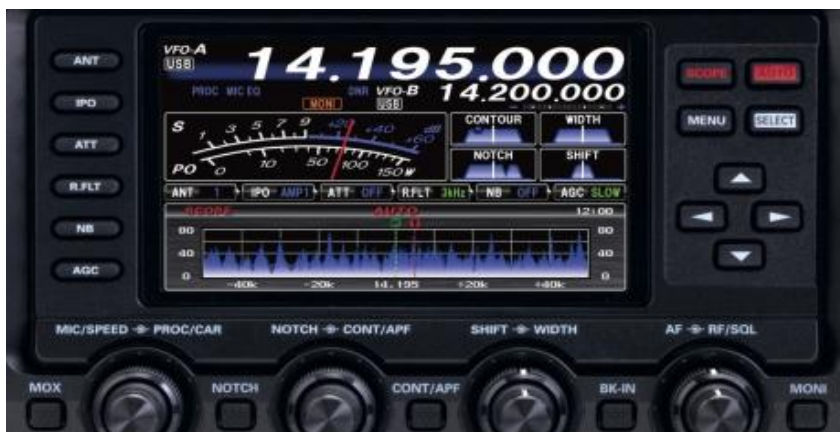 ANT
IPO
ATT
R.FLT
NB
AGC
VFO-A
USB
14.195.000
PROC MIC EQ DNR VFO-B 14.200.000
MONI USB
- +
S 1 3 5 7 9 +20 +40 +60 dB
PO 0 10 50 100 150 W
CONTOUR WIDTH
NOTCH SHIFT
ANT 1 IPO AMP1 ATT OFF R.FLT 3kHz NB OFF AGC SLOW
SCOPE AUTO 12:00
80 80
40 40
0 0
-40k -20k 14.195 +20k +40k
SCOPE AUTO
MENU SELECT
MIC/SPEED PROC/CAR NOTCH CONT/APF SHIFT WIDTH AF RF/SQL
MOX NOTCH CONT/APF BK-IN MONI